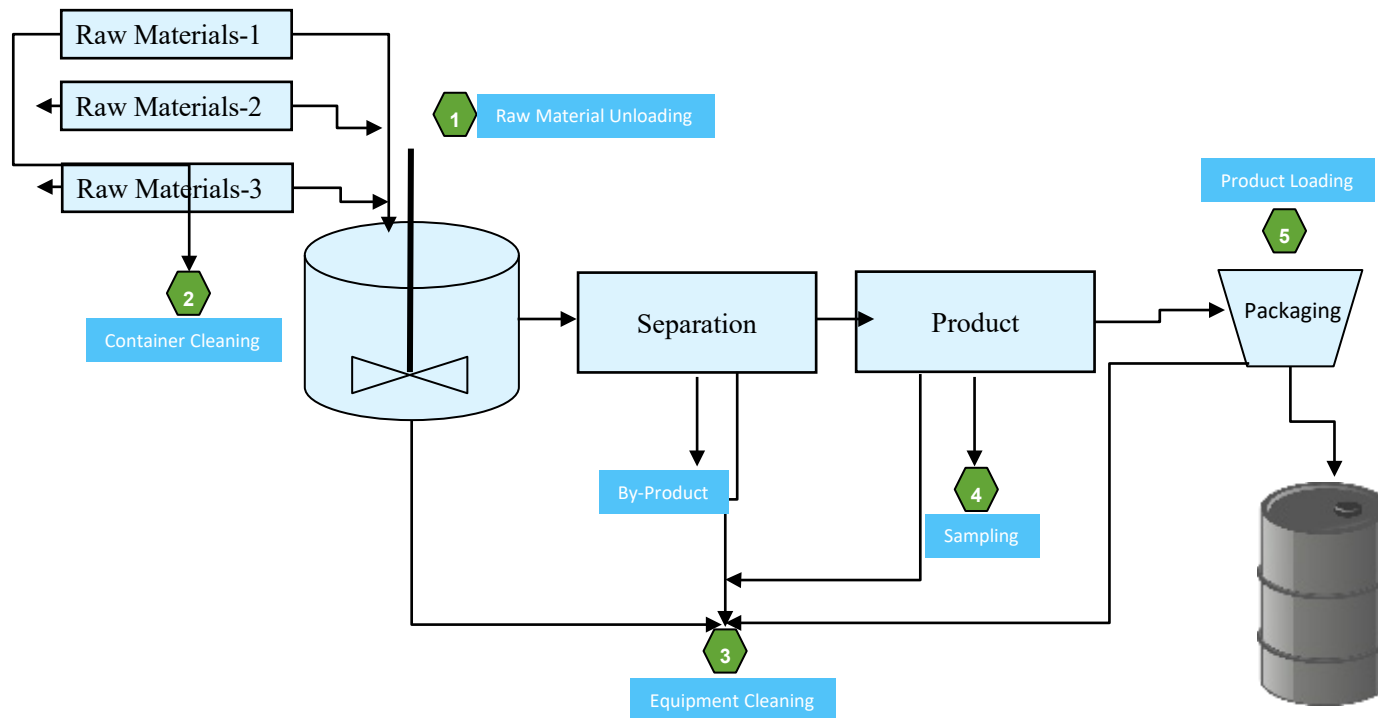 Raw Materials-1
Raw Materials-2
1
Raw Material Unloading
Raw Materials-3
Product Loading
5
2
Container Cleaning
Separation
Product
Packaging
By-Product
4
Sampling
3
Equipment Cleaning